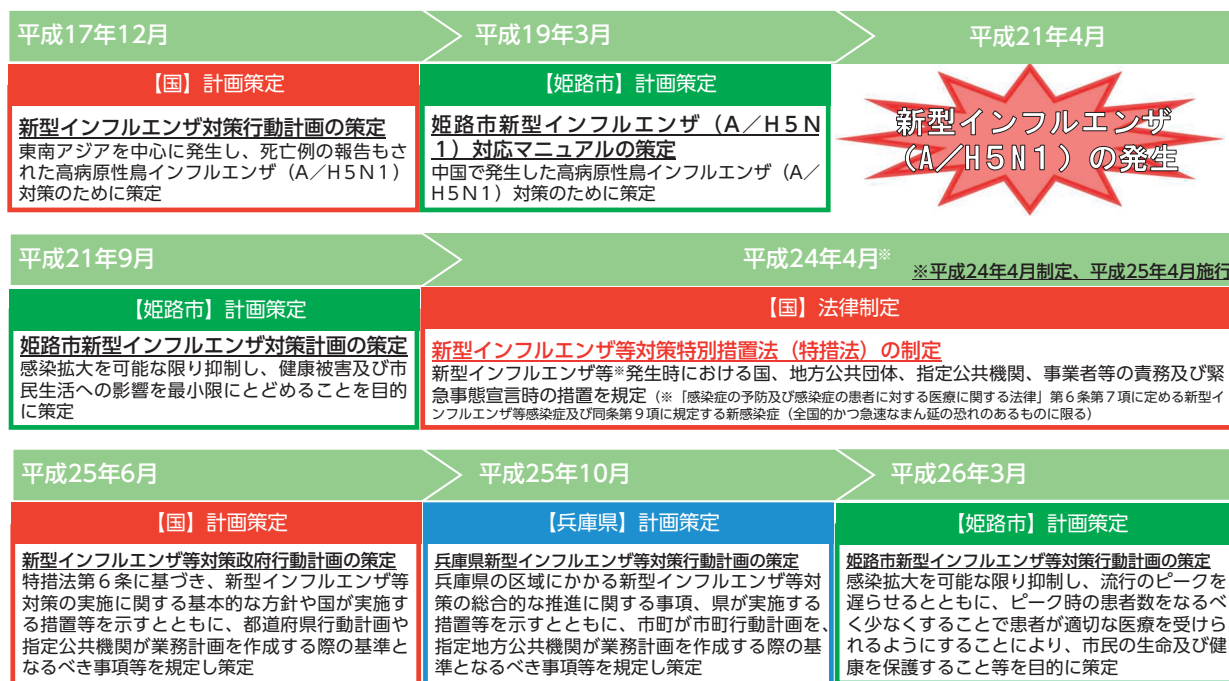 平成17年12月
平成19年3月
平成21年4月
【国】計画策定
新型インフルエンザ対策行動計画の策定
東南アジアを中心に発生し、死亡例の報告もさ
れた高病原性鳥インフルエンザ（A／H5N1）
対策のために策定
【姫路市】計画策定
姫路市新型インフルエンザ（A／H５N
１）対応マニュアルの策定
中国で発生した高病原性鳥インフルエンザ（A／
H5N1）対策のために策定
新型インフルエンザ
（A／H5N1）の発生
平成21年9月
平成24年4月※
※平成24年4月制定、平成25年4月施行
【姫路市】計画策定
姫路市新型インフルエンザ対策計画の策定
感染拡大を可能な限り抑制し、健康被害及び市
民生活への影響を最小限にとどめることを目的
に策定
【国】法律制定
新型インフルエンザ等対策特別措置法（特措法）の制定
新型インフルエンザ等※発生時における国、地方公共団体、指定公共機関、事業者等の責務及び緊
急事態宣言時の措置を規定（※「感染症の予防及び感染症の患者に対する医療に関する法律」第６条第７項に定める新型イ
ンフルエンザ等感染症及び同条第９項に規定する新感染症（全国的かつ急速なまん延の恐れのあるものに限る）
平成25年6月
平成25年10月
平成26年3月
【国】計画策定
新型インフルエンザ等対策政府行動計画の策定
特措法第６条に基づき、新型インフルエンザ等
対策の実施に関する基本的な方針や国が実施す
る措置等を示すとともに、都道府県行動計画や
指定公共機関が業務計画を作成する際の基準と
なるべき事項等を規定し策定
【兵庫県】計画策定
兵庫県新型インフルエンザ等対策行動計画の策定
兵庫県の区域にかかる新型インフルエンザ等対
策の総合的な推進に関する事項、県が実施する
措置等を示すとともに、市町が市町行動計画を、
指定地方公共機関が業務計画を作成する際の基
準となるべき事項等を規定し策定
【姫路市】計画策定
姫路市新型インフルエンザ等対策行動計画の策定
感染拡大を可能な限り抑制し、流行のピークを
遅らせるとともに、ピーク時の患者数をなるべ
く少なくすることで患者が適切な医療を受けら
れるようにすることにより、市民の生命及び健
康を保護すること等を目的に策定